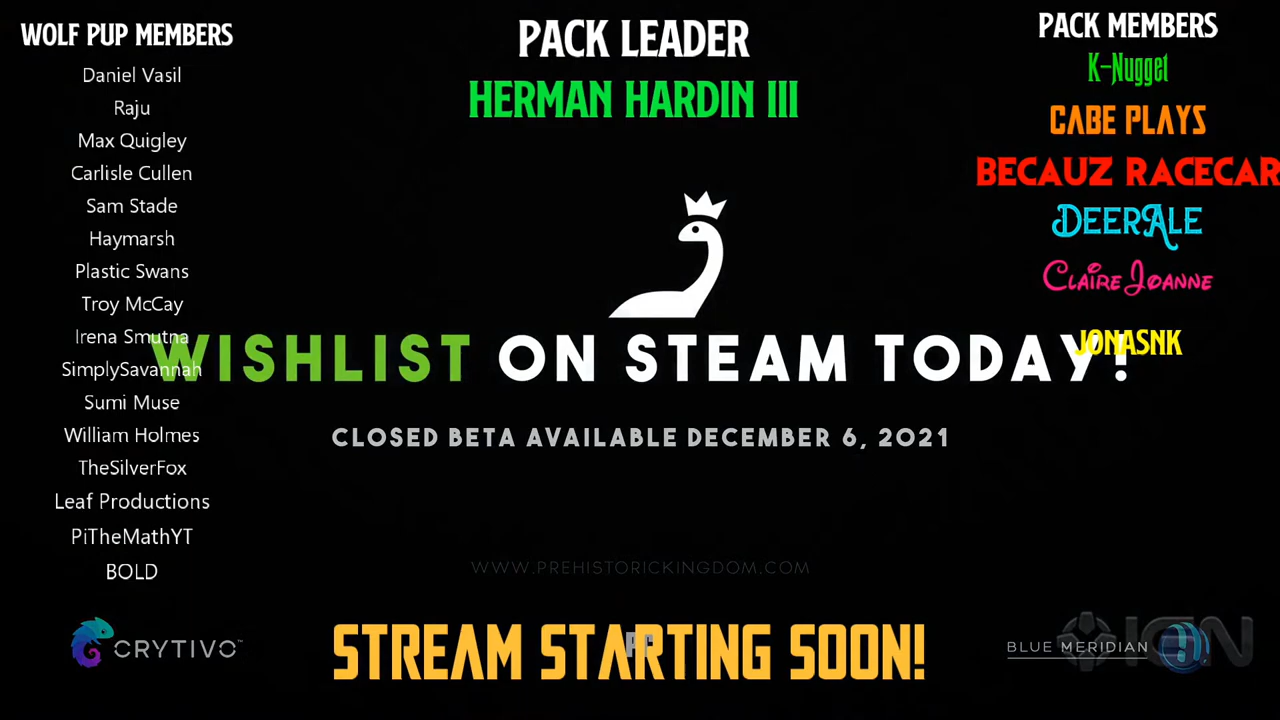 WOLF PUP MEMBERS
Daniel Vasil
Raju
Max Quigley
Carlisle Cullen
Sam Stade
Haymarsh
Plastic Swans
Troy McCay
Irena Smutna
SimplySavannah
Sumi Muse
William Holmes
TheSilverFox
Leaf Productions
PiTheMathYT
BOLD
PACK LEADER
HERMAN HARDIN III
PACK MEMBERS
K-Nugget
CABE PLAYS
BECAUZ RACECAR
DEERALE
CLAIRE JOANNE
JONASNK
WISHLIST ON STEAM TODAY!
CLOSED BETA AVAILABLE DECEMBER 6, 2021
WWW.PREHISTORICKINGDOM.COM
CRYTIVO™
STREAM STARTING SOON!
BLUE MERIDIAN
IGN